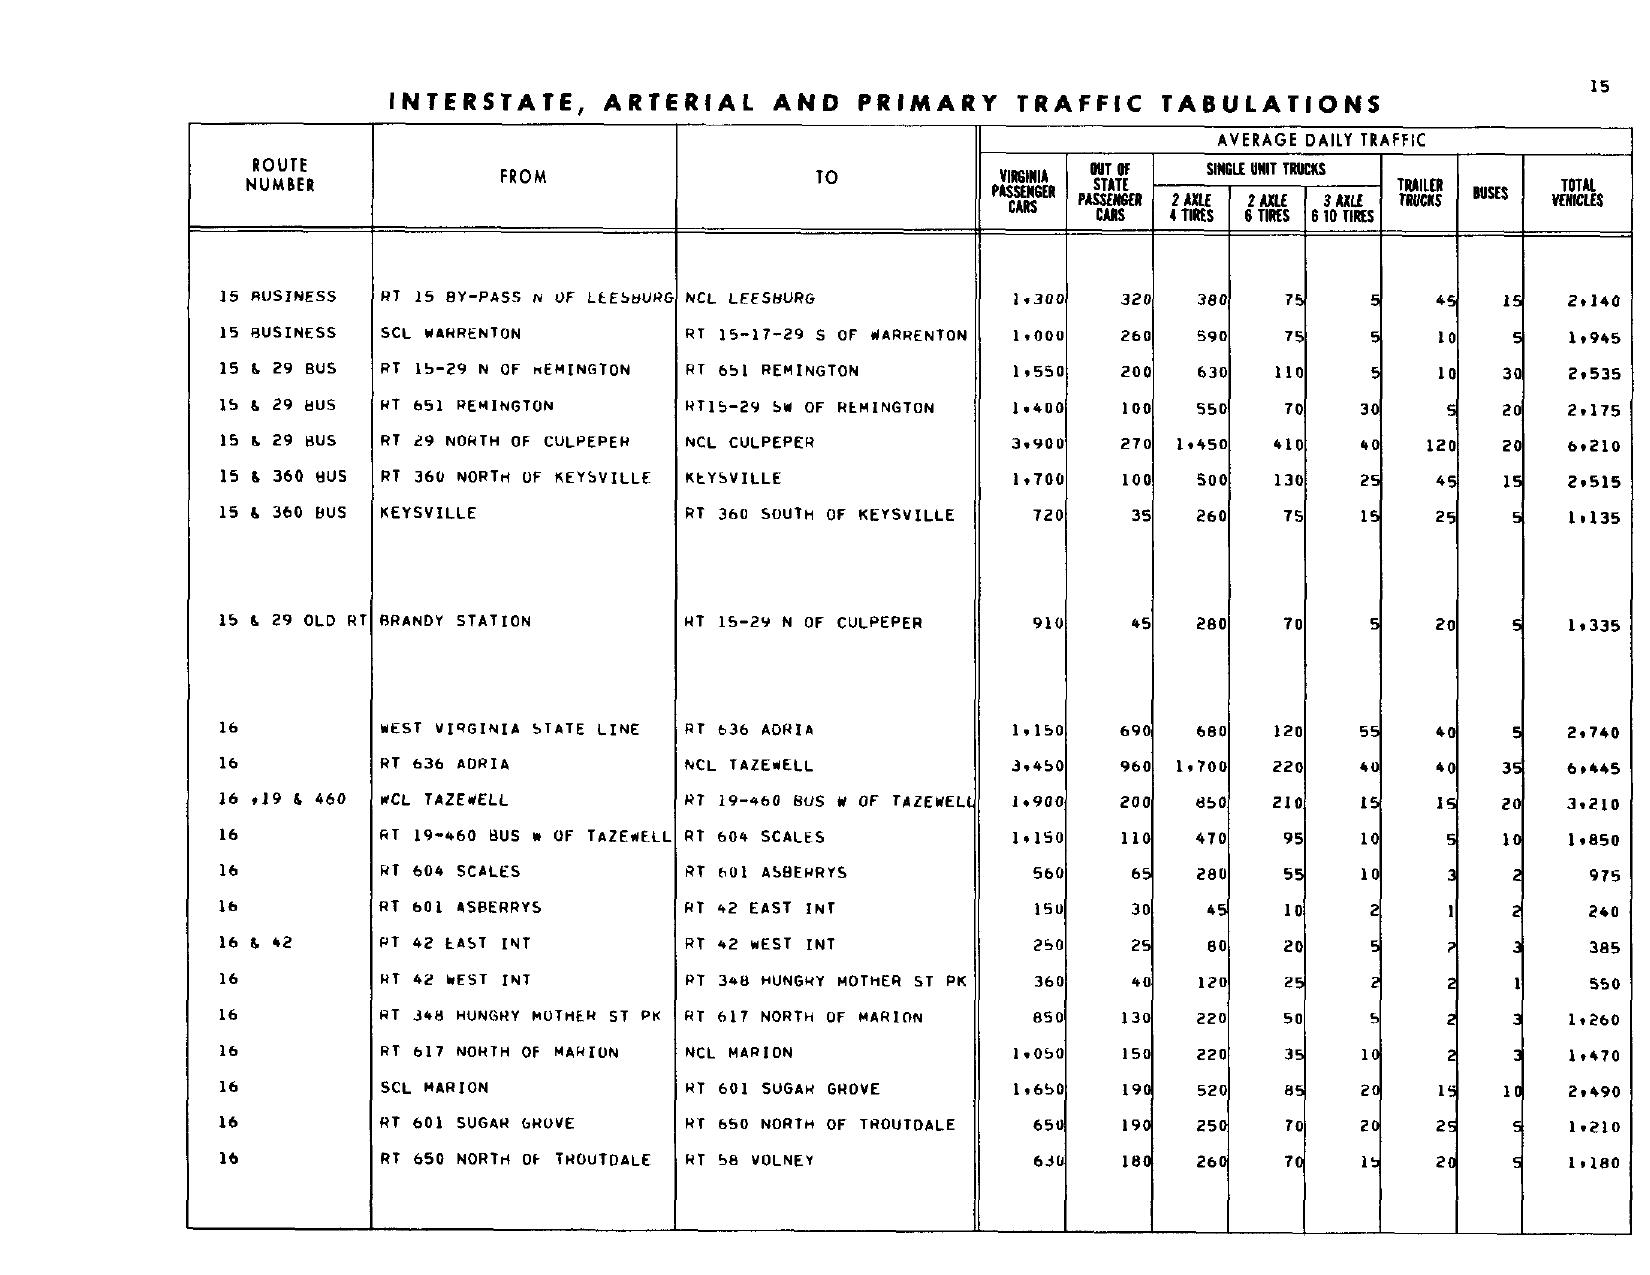 15
INTERSTATE, ARTERIAL AND PRIMARY TRAFFIC TABULATIONS
AVERAGE DAILY TRAFFIC
ROUTE NUMBER FROM TO VIRGINIA PASSENGER CARS OUT OF STATE PASSENGER CARS SINGLE UNIT TRUCKS 2 AXLE 4 TIRES 2 AXLE 6 TIRES 3 AXLE 6 10 TIRES TRAILER TRUCKS BUSES TOTAL VEHICLES
15 BUSINESS RT 15 BY-PASS N OF LEESBURG NCL LEESBURG 1,300 320 380 75 5 45 15 2,140
15 BUSINESS SCL WARRENTON RT 15-17-29 S OF WARRENTON 1,000 260 590 75 5 10 5 1,945
15 & 29 BUS RT 15-29 N OF REMINGTON RT 651 REMINGTON 1,550 200 630 110 5 10 30 2,535
15 & 29 BUS RT 651 REMINGTON RT15-29 SW OF REMINGTON 1,400 100 550 70 30 5 20 2,175
15 & 29 BUS RT 29 NORTH OF CULPEPER NCL CULPEPER 3,900 270 1,450 410 40 120 20 6,210
15 & 360 BUS RT 360 NORTH OF KEYSVILLE KEYSVILLE 1,700 100 500 130 25 45 15 2,515
15 & 360 BUS KEYSVILLE RT 360 SOUTH OF KEYSVILLE 720 35 260 75 15 25 5 1,135
15 & 29 OLD RT BRANDY STATION RT 15-29 N OF CULPEPER 910 45 280 70 5 20 5 1,335
16 WEST VIRGINIA STATE LINE RT 636 ADRIA 1,150 690 680 120 55 40 5 2,740
16 RT 636 ADRIA NCL TAZEWELL 3,450 960 1,700 220 40 40 35 6,445
16 ,19 & 460 WCL TAZEWELL RT 19-460 BUS W OF TAZEWELL 1,900 200 850 210 15 15 20 3,210
16 RT 19-460 BUS W OF TAZEWELL RT 604 SCALES 1,150 110 470 95 10 5 10 1,850
16 RT 604 SCALES RT 601 ASBERRYS 560 65 280 55 10 3 2 975
16 RT 601 ASBERRYS RT 42 EAST INT 150 30 45 10 2 1 2 240
16 & 42 RT 42 EAST INT RT 42 WEST INT 250 25 80 20 5 2 3 385
16 RT 42 WEST INT RT 348 HUNGRY MOTHER ST PK 360 40 120 25 2 2 1 550
16 RT 348 HUNGRY MOTHER ST PK RT 617 NORTH OF MARION 850 130 220 50 5 2 3 1,260
16 RT 617 NORTH OF MARION NCL MARION 1,050 150 220 35 10 2 3 1,470
16 SCL MARION RT 601 SUGAR GROVE 1,650 190 520 85 20 15 10 2,490
16 RT 601 SUGAR GROVE RT 650 NORTH OF TROUTDALE 650 190 250 70 20 25 5 1,210
16 RT 650 NORTH OF TROUTDALE RT 58 VOLNEY 630 180 260 70 15 20 5 1,180